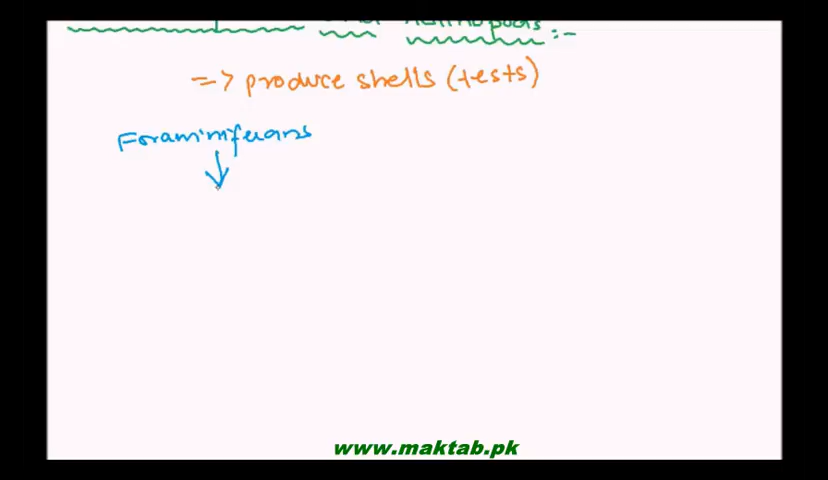 => produce shells (tests)
Foraminiferans
www.maktab.pk